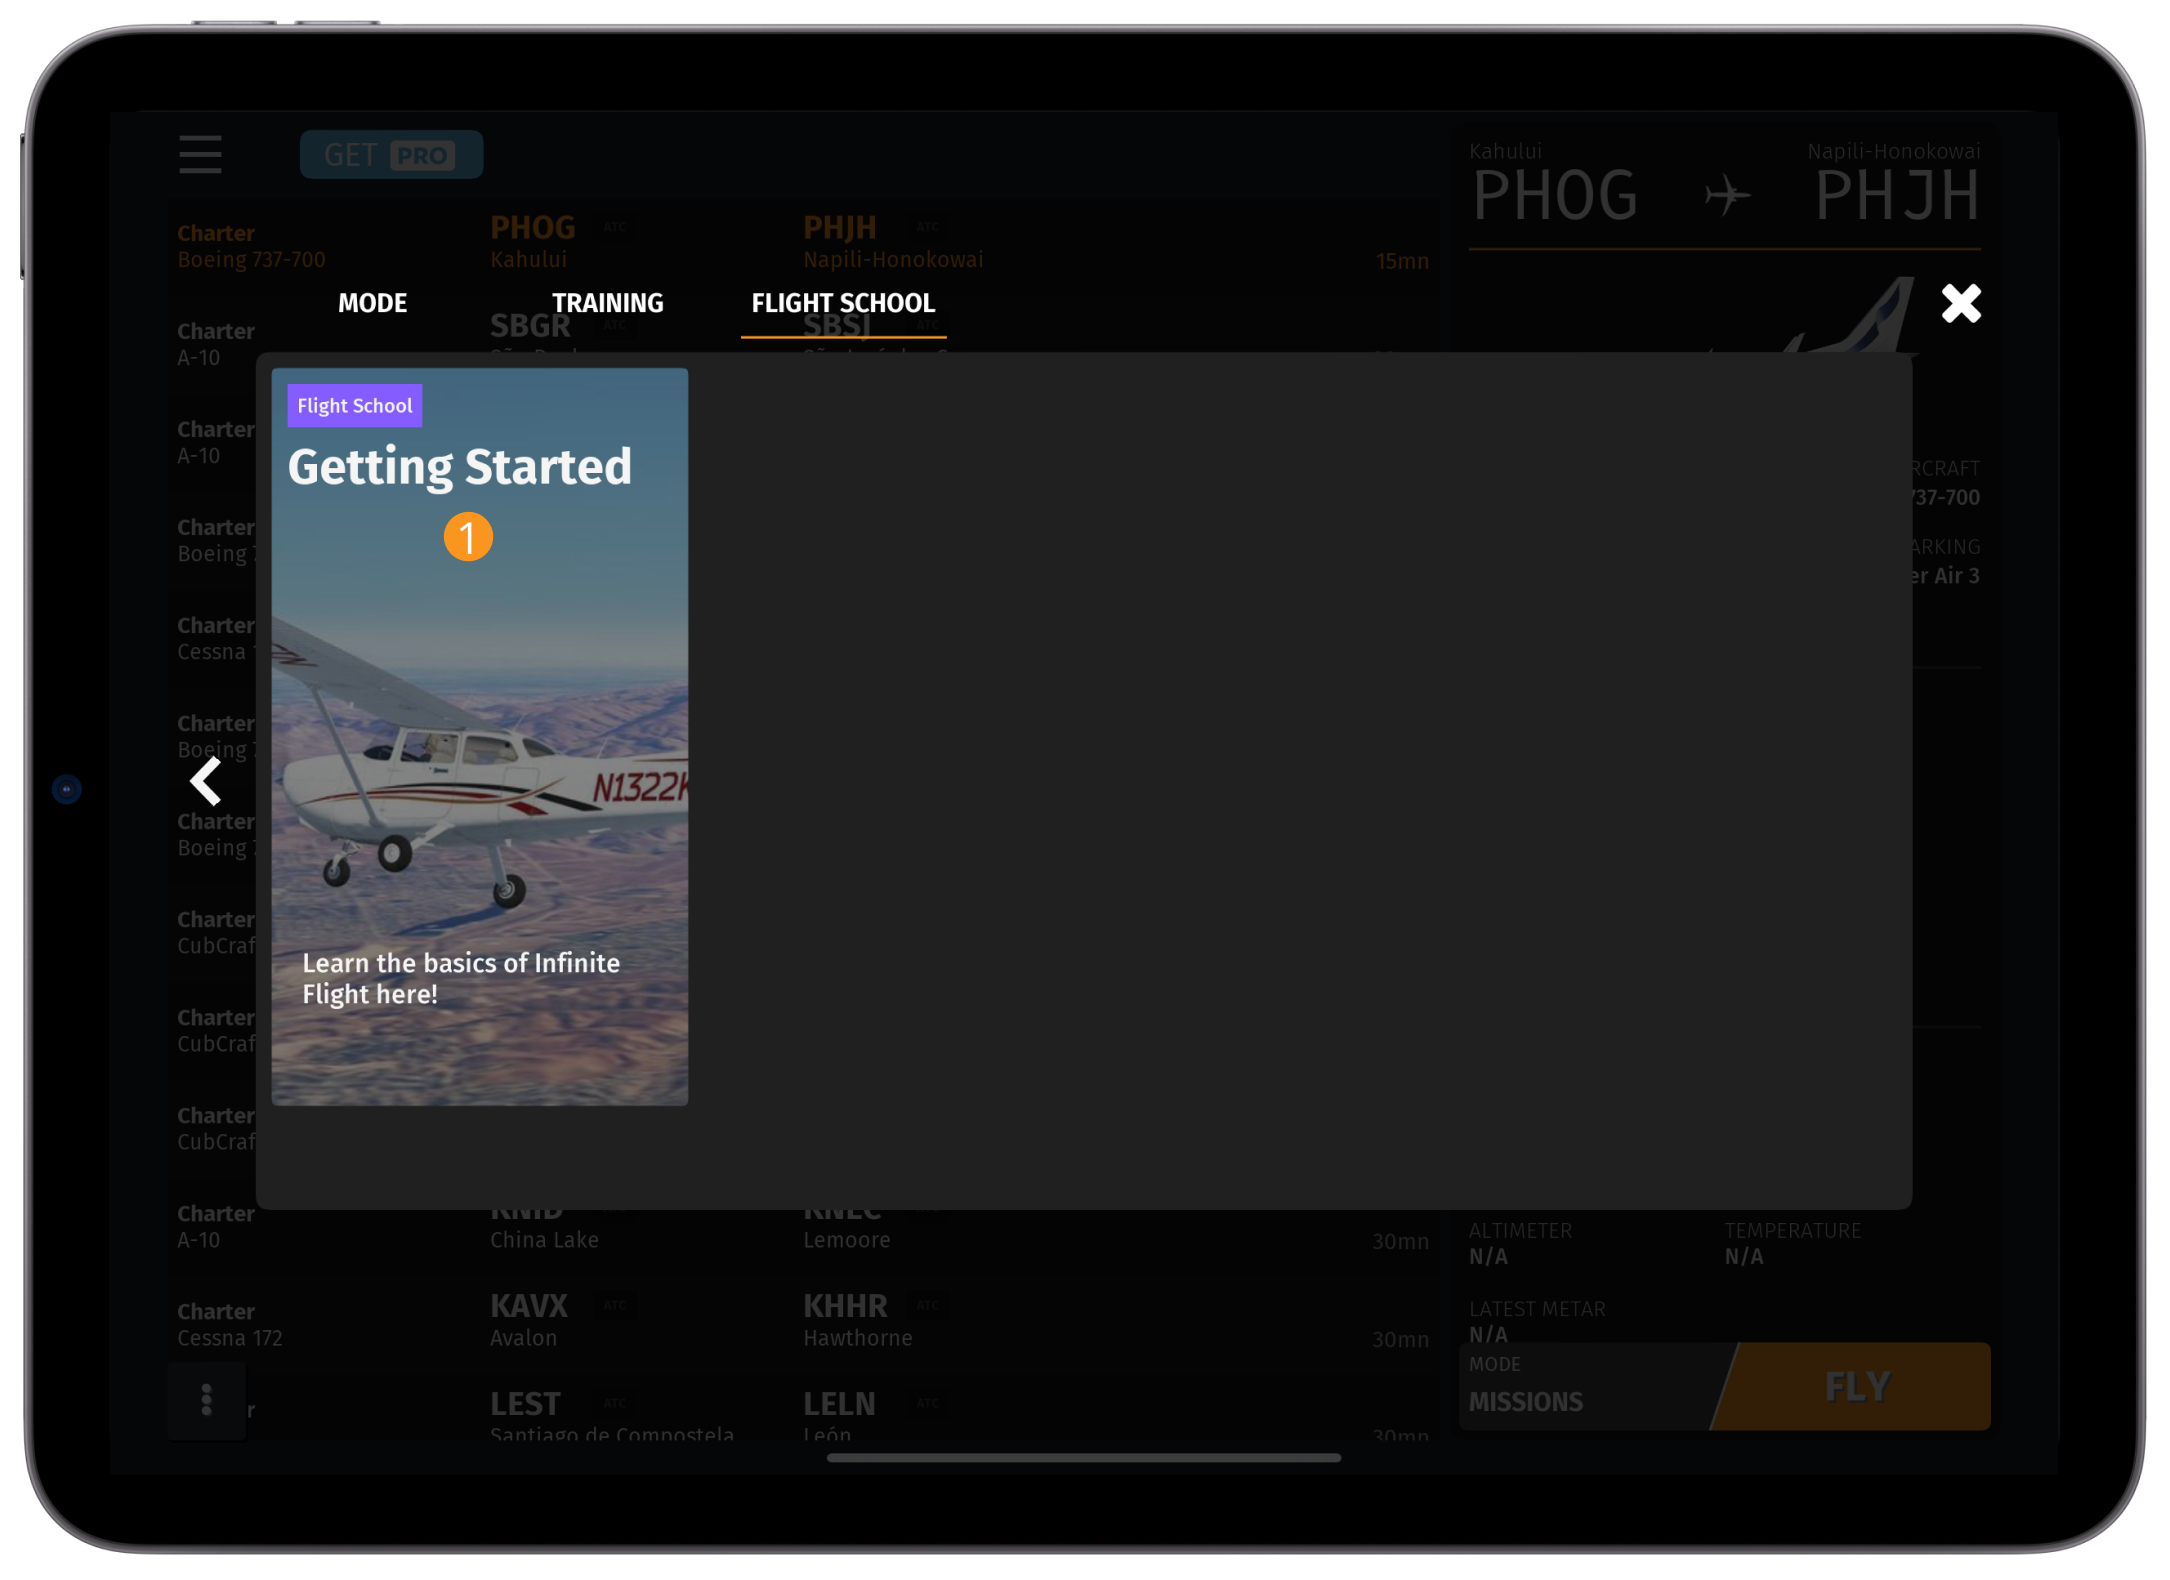 GET PRO
Kahului
Napili-Honokowai
PHOG
PHJH
Charter
PHOG ATC
PHJH ATC
Boeing 737-700
Kahului
Napili-Honokowai
15mn
MODE
TRAINING
FLIGHT SCHOOL
Charter
SBGR ATC
SBSJ ATC
A-10
Flight School
Getting Started
1
N1322K
Learn the basics of Infinite
Flight here!
Charter
A-10
Charter
Boeing
Charter
Cessna
Charter
Boeing
Charter
Boeing
Charter
CubCraf
Charter
CubCraf
Charter
CubCraf
RCRAFT
737-700
ARKING
er Air 3
Charter
KNID
KNLC
A-10
China Lake
Lemoore
30mn
Charter
KAVX ATC
KHHR ATC
Cessna 172
Avalon
Hawthorne
30mn
r
LEST ATC
LELN ATC
Santiago de Compostela
León
30mn
ALTIMETER
TEMPERATURE
N/A
N/A
LATEST METAR
N/A
MODE
MISSIONS
FLY